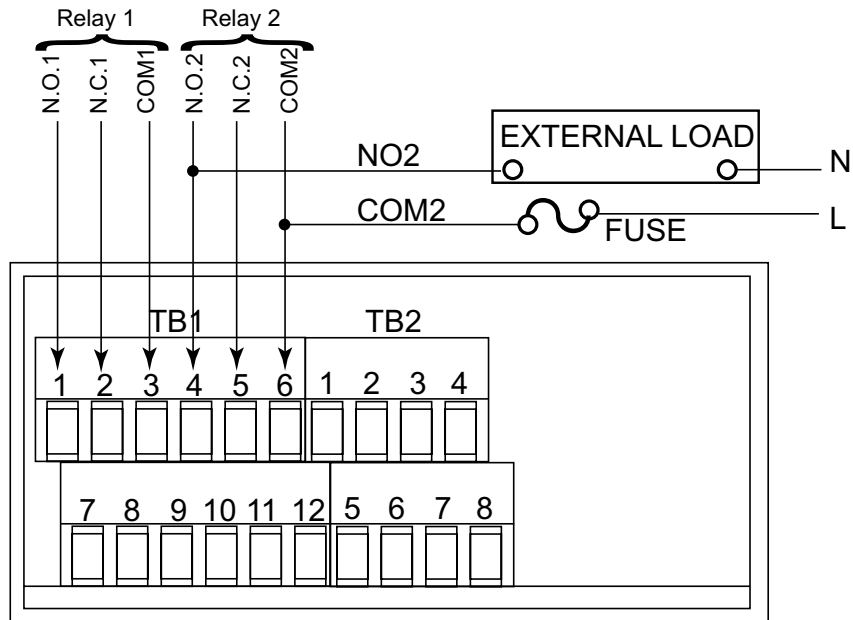 Relay 1 Relay 2
N.O.1 N.C.1 COM1 N.O.2 N.C.2 COM2
EXTERNAL LOAD
NO2 N
COM2 L
FUSE
TB1 TB2
1 2 3 4 5 6 1 2 3 4
7 8 9 10 11 12 5 6 7 8